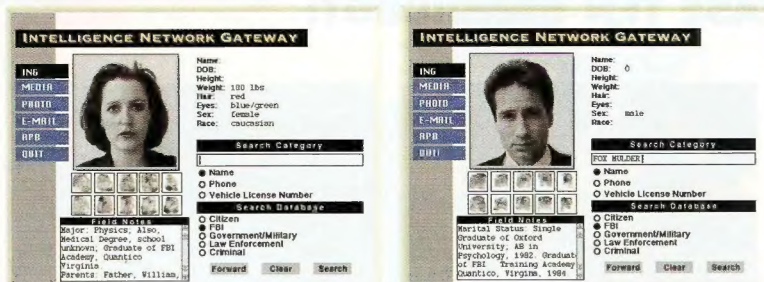 INTELLIGENCE NETWORK GATEWAY
ING
MEDIA
PHOTO
E-MAIL
APB
QUIT
Name:
DOB:
Height:
Weight: 100 lbs
Hair: red
Eyes: blue/green
Sex: female
Race: caucasian
Search Category
Name
Phone
Vehicle License Number
Search Database
Citizen
FBI
Government/Military
Law Enforcement
Criminal
Forward Clear Search
Field Notes
Major: Physics, Also,
Medical Degree, school
unknown, Graduate of FBI
Academy, Quantico
Virginia
Parents: Father, William,
INTELLIGENCE NETWORK GATEWAY
ING
MEDIA
PHOTO
E-MAIL
APB
QUIT
Name:
DOB: 0
Height:
Weight:
Hair:
Eyes:
Sex: male
Race:
Search Category
FOX MULDER
Name
Phone
Vehicle License Number
Search Database
Citizen
FBI
Government/Military
Law Enforcement
Criminal
Forward Clear Search
Field Notes
Marital Status: Single
Graduate of Oxford
University; AB in
Psychology, 1982. Graduat
of FBI Training Academy
Quantico, Virgina, 1984